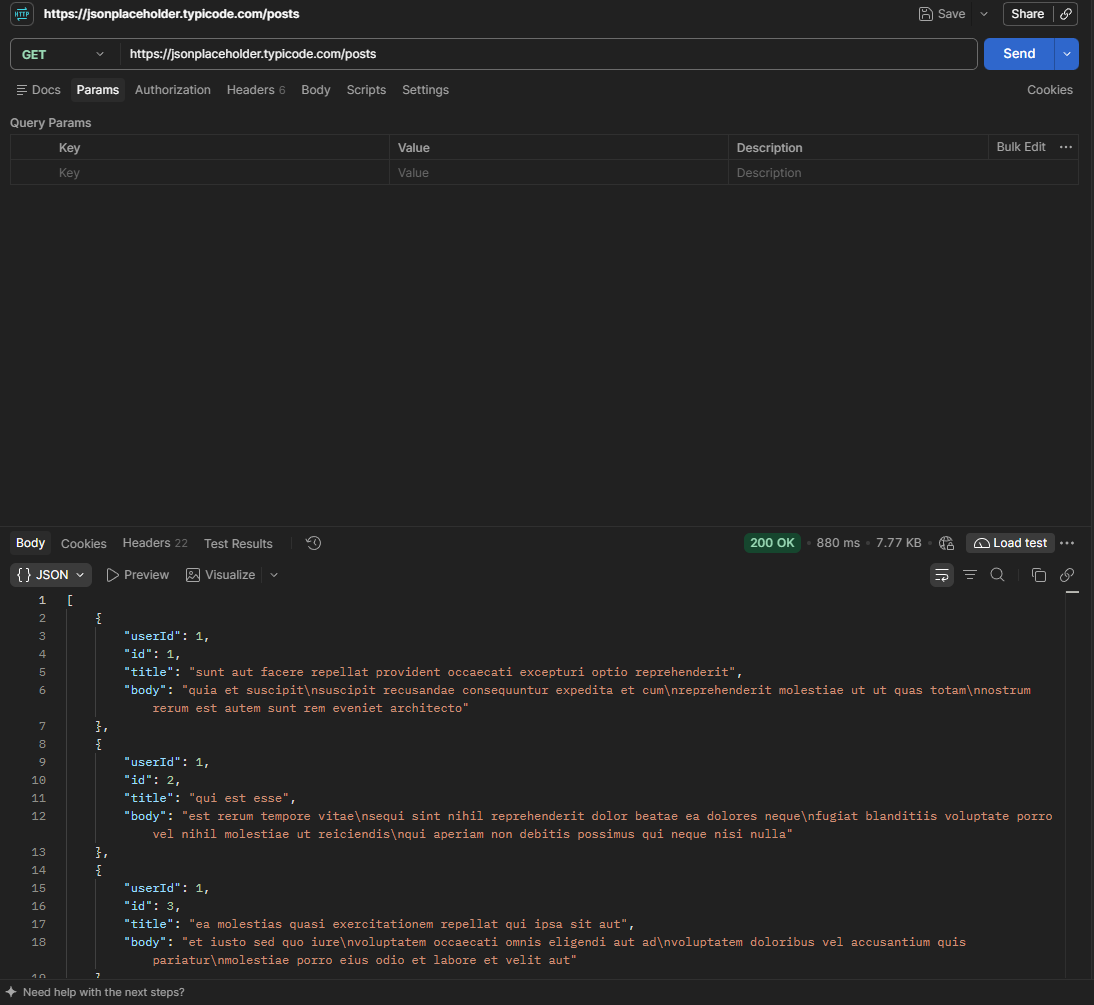 HTTP https://jsonplaceholder.typicode.com/posts Save Share
GET https://jsonplaceholder.typicode.com/posts Send
Docs Params Authorization Headers 6 Body Scripts Settings Cookies
Query Params
Key Value Description Bulk Edit ...
Key Value Description
Body Cookies Headers 22 Test Results 200 OK • 880 ms • 7.77 KB • Load test ...
{} JSON Preview Visualize
1 [
2 {
3 "userId": 1,
4 "id": 1,
5 "title": "sunt aut facere repellat provident occaecati excepturi optio reprehenderit",
6 "body": "quia et suscipit\nsuscipit recusandae consequuntur expedita et cum\nreprehenderit molestiae ut ut quas totam\nnostrum
rerum est autem sunt rem eveniet architecto"
7 },
8 {
9 "userId": 1,
10 "id": 2,
11 "title": "qui est esse",
12 "body": "est rerum tempore vitae\nsequi sint nihil reprehenderit dolor beatae ea dolores neque\nfugiat blanditiis voluptate porro
vel nihil molestiae ut reiciendis\nqui aperiam non debitis possimus qui neque nisi nulla"
13 },
14 {
15 "userId": 1,
16 "id": 3,
17 "title": "ea molestias quasi exercitationem repellat qui ipsa sit aut",
18 "body": "et iusto sed quo iure\nvoluptatem occaecati omnis eligendi aut ad\nvoluptatem doloribus vel accusantium quis
pariatur\nmolestiae porro eius odio et labore et velit aut"
19 }
Need help with the next steps?